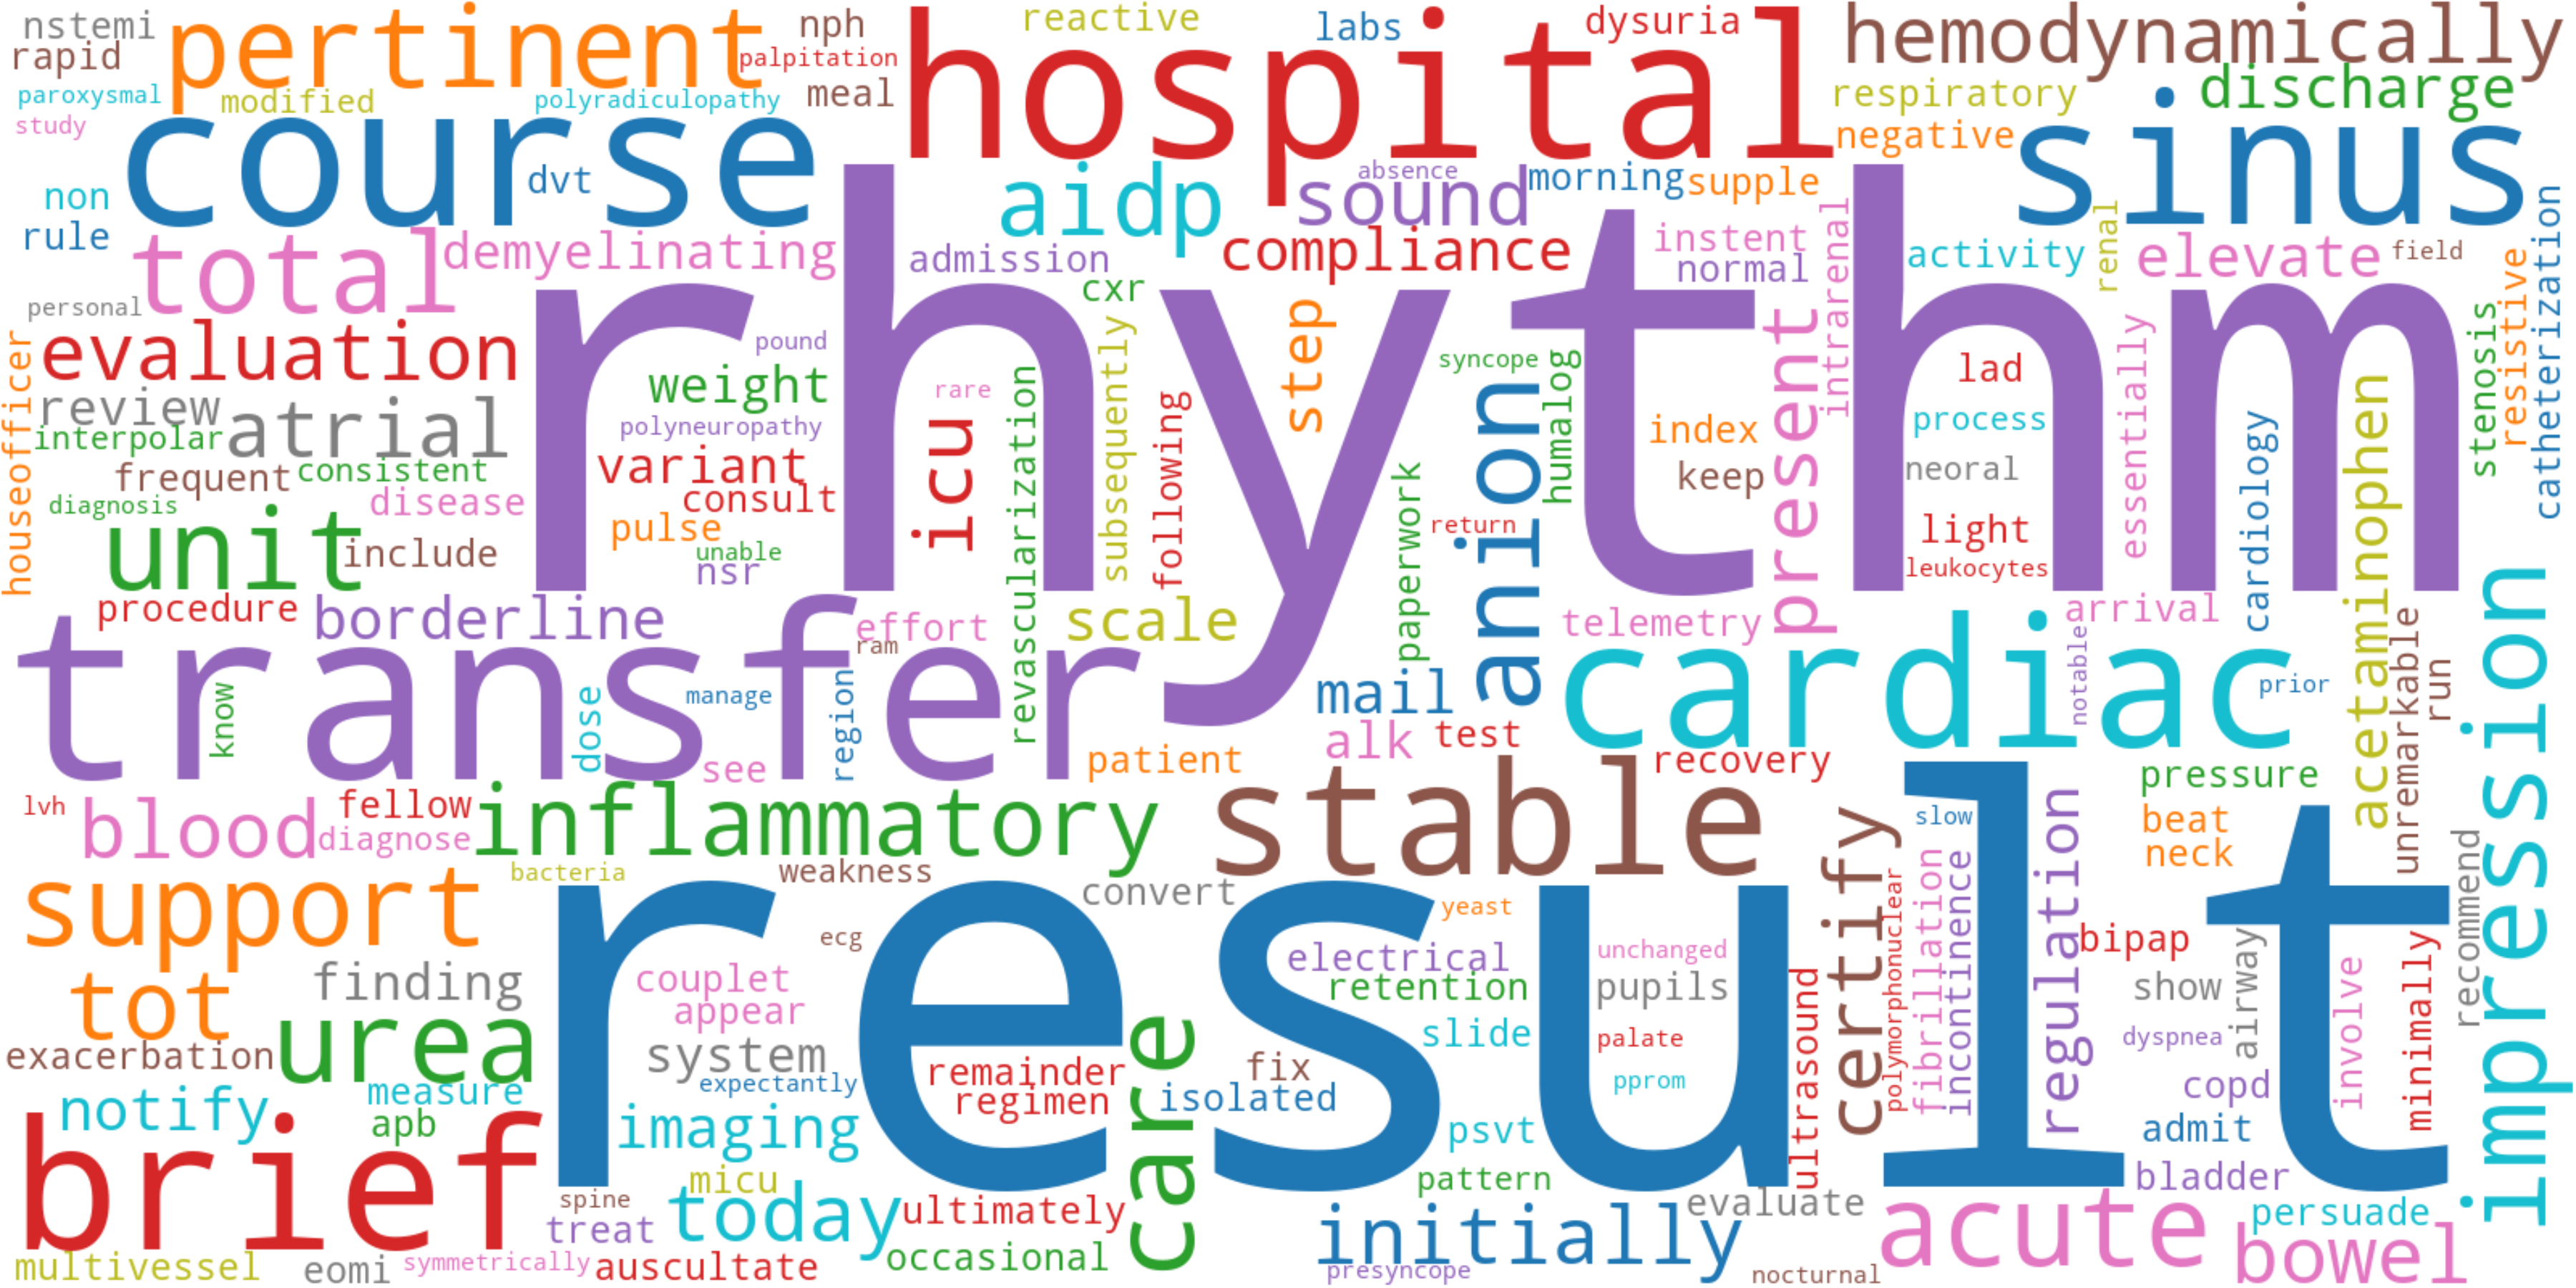 nstemi
pertinent
nph
reactive
labs
dysuria
hemodynamically
rapid
palpitation
hospital
paroxysmal
modified
polyradiculopathy
meal
respiratory
discharge
study
course
negative
sinus
dvt
aidp
sound
absence
morning
supple
non
rule
total
demyelinating
admission
compliance
instent
normal
intrarenal
activity
renal
elevate
field
resistive
catheterization
personal
cxr
step
present
stenosis
evaluation
rhythm
pound
subsequently
syncope
humalog
lad
essentially
houseofficer
review
atrial
weight
rare
revascularization
following
anion
index
process
cardiology
acetaminophen
interpolar
polyneuropathy
icu
frequent
consistent
variant
paperwork
keep
neoral
diagnosis
disease
consult
unit
include
pulse
unable
nsr
return
light
leukocytes
procedure
borderline
effort
scale
telemetry
arrival
transfer
ram
know
dose
manage
region
mail
cardiac
notable
prior
unremarkable
run
impression
see
patient
alk
test
recovery
pressure
lvh
blood
fellow
diagnose
inflammatory
stable
certify
slow
regulation
beat
neck
bacteria
weakness
convert
support
result
yeast
polymorphonuclear
fibrillation
incontinence
recommend
ecg
electrical
unchanged
bipap
tot
finding
couplet
appear
retention
pupils
ultrasound
show
airway
involve
minimally
urea
system
care
slide
palate
dyspnea
exacerbation
measure
expectantly
remainder
regimen
fix
isolated
pprom
copd
notify
apb
imaging
psvt
admit
brief
micu
pattern
bladder
spine
today
ultimately
initially
evaluate
acute
persuade
treat
multivessel
eomi
symmetrically
auscultate
occasional
presyncope
nocturnal
bowel